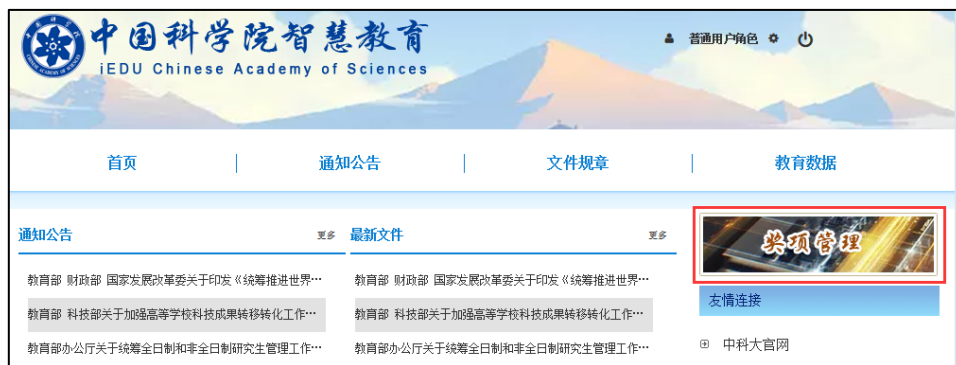 中国科学院智慧教育
iEDU Chinese Academy of Sciences
普通用户角色
首页
通知公告
文件规章
教育数据
通知公告
更多
最新文件
更多
教育部 财政部 国家发展改革委关于印发《统筹推进世界…
教育部 科技部关于加强高等学校科技成果转移转化工作…
教育部办公厅关于统筹全日制和非全日制研究生管理工作…
教育部 财政部 国家发展改革委关于印发《统筹推进世界…
教育部 科技部关于加强高等学校科技成果转移转化工作…
教育部办公厅关于统筹全日制和非全日制研究生管理工作…
奖项管理
友情连接
中科大官网